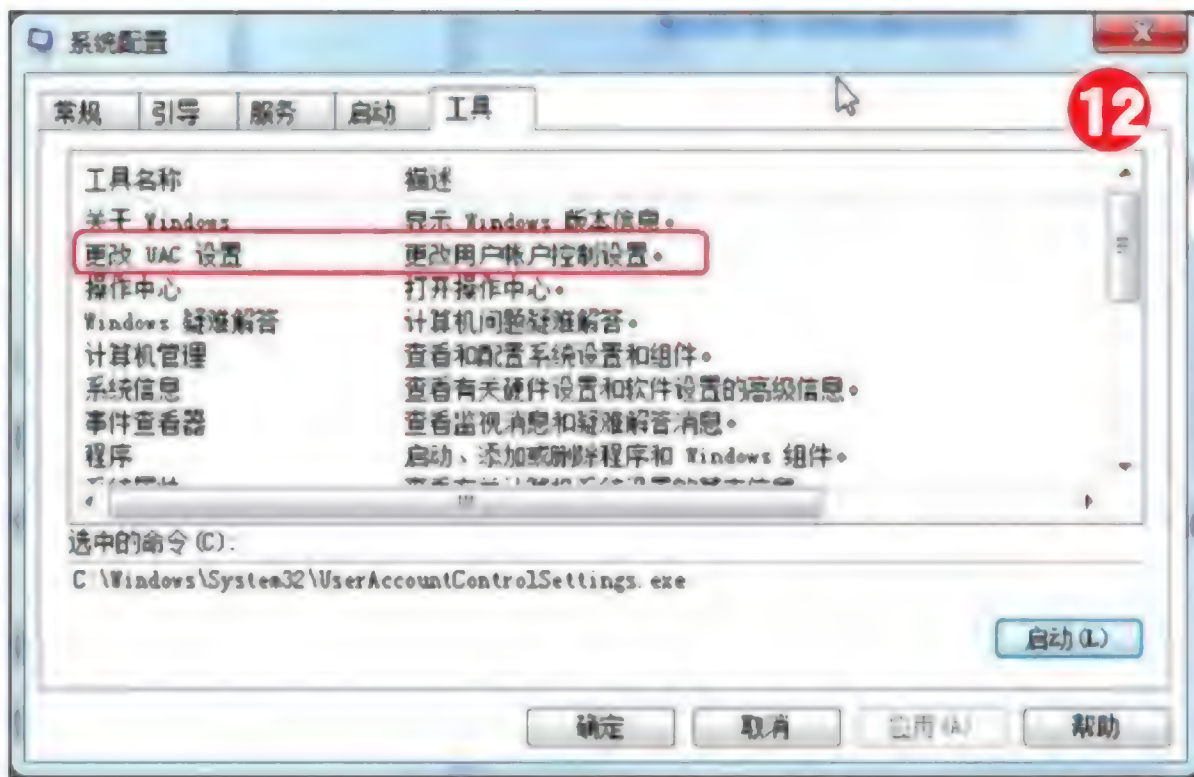 系统配置
12
常规 引导 服务 启动 工具
工具名称 描述
关于 Windows 显示 Windows 版本信息。
更改 UAC 设置 更改用户帐户控制设置。
操作中心 打开操作中心。
Windows 疑难解答 计算机问题疑难解答。
计算机管理 查看和配置系统设置和组件。
系统信息 查看有关硬件设置和软件设置的高级信息。
事件查看器 查看监视消息和疑难解答消息。
程序 启动、添加或删除程序和 Windows 组件。
选中的命令(C):
C:\Windows\System32\UserAccountControlSettings.exe
启动(L)
确定 取消 应用(A) 帮助